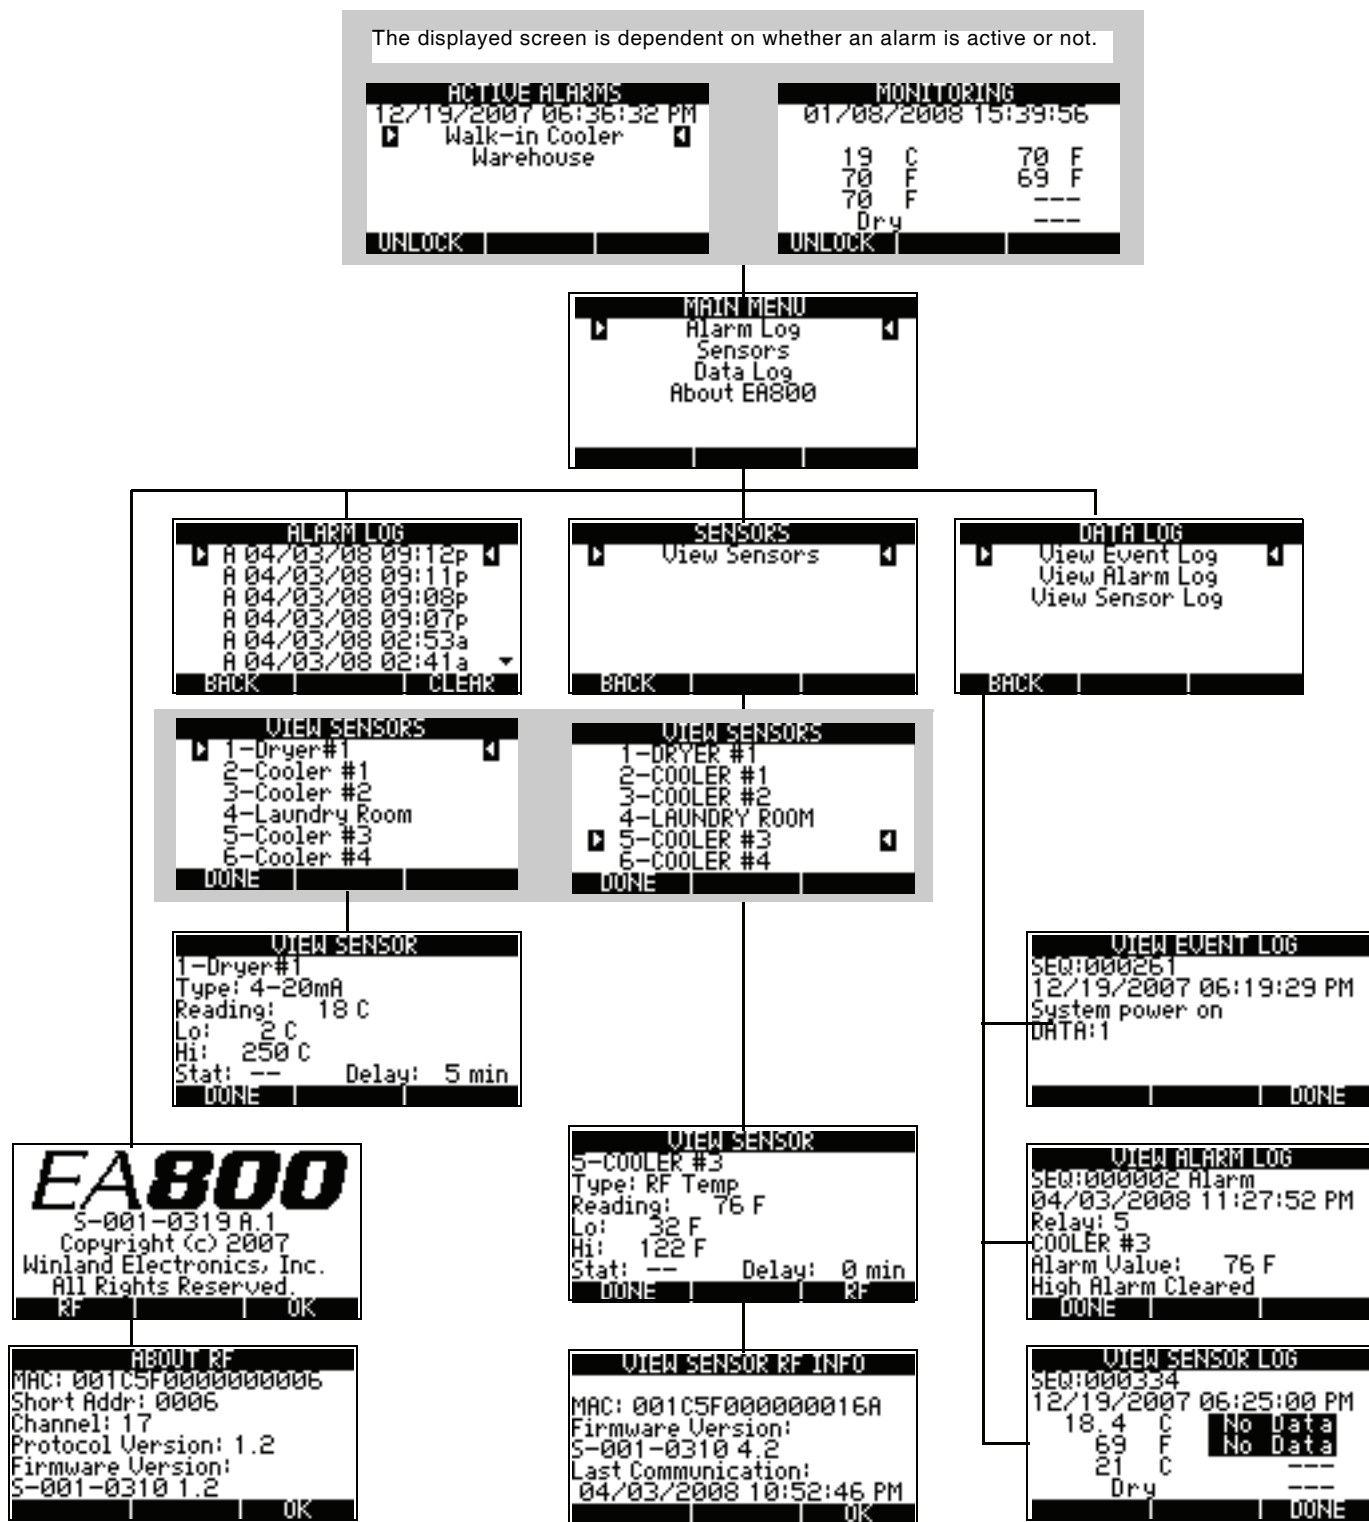 The displayed screen is dependent on whether an alarm is active or not.
ACTIVE ALARMS
12/19/2007 06:36:32 PM
Walk-in Cooler
Warehouse
UNLOCK
MONITORING
01/08/2008 15:39:56
19 C 70 F
70 F 69 F
70 F ---
Dry ---
UNLOCK
MAIN MENU
Alarm Log
Sensors
Data Log
About EA800
ALARM LOG
A 04/03/08 09:12p
A 04/03/08 09:11p
A 04/03/08 09:08p
A 04/03/08 09:07p
A 04/03/08 02:53a
A 04/03/08 02:41a
BACK CLEAR
SENSORS
View Sensors
BACK
DATA LOG
View Event Log
View Alarm Log
View Sensor Log
BACK
VIEW SENSORS
1-Dryer#1
2-Cooler #1
3-Cooler #2
4-Laundry Room
5-Cooler #3
6-Cooler #4
DONE
VIEW SENSORS
1-DRYER #1
2-COOLER #1
3-COOLER #2
4-LAUNDRY ROOM
5-COOLER #3
6-COOLER #4
DONE
VIEW SENSOR
1-Dryer#1
Type: 4-20mA
Reading: 18 C
Lo: 2 C
Hi: 250 C
Stat: -- Delay: 5 min
DONE
VIEW EVENT LOG
SEQ:000261
12/19/2007 06:19:29 PM
System power on
DATA:1
DONE
EA800
S-001-0319 A.1
Copyright (c) 2007
Winland Electronics, Inc.
All Rights Reserved.
RF OK
VIEW SENSOR
5-COOLER #3
Type: RF Temp
Reading: 76 F
Lo: 32 F
Hi: 122 F
Stat: -- Delay: 0 min
DONE RF
VIEW ALARM LOG
SEQ:000002 Alarm
04/03/2008 11:27:52 PM
Relay: 5
COOLER #3
Alarm Value: 76 F
High Alarm Cleared
DONE
ABOUT RF
MAC: 001C5F0000000006
Short Addr: 0006
Channel: 17
Protocol Version: 1.2
Firmware Version:
S-001-0310 1.2
OK
VIEW SENSOR RF INFO
MAC: 001C5F000000016A
Firmware Version:
S-001-0310 4.2
Last Communication:
04/03/2008 10:52:46 PM
OK
VIEW SENSOR LOG
SEQ:000334
12/19/2007 06:25:00 PM
18.4 C No Data
69 F No Data
21 C ---
Dry ---
DONE